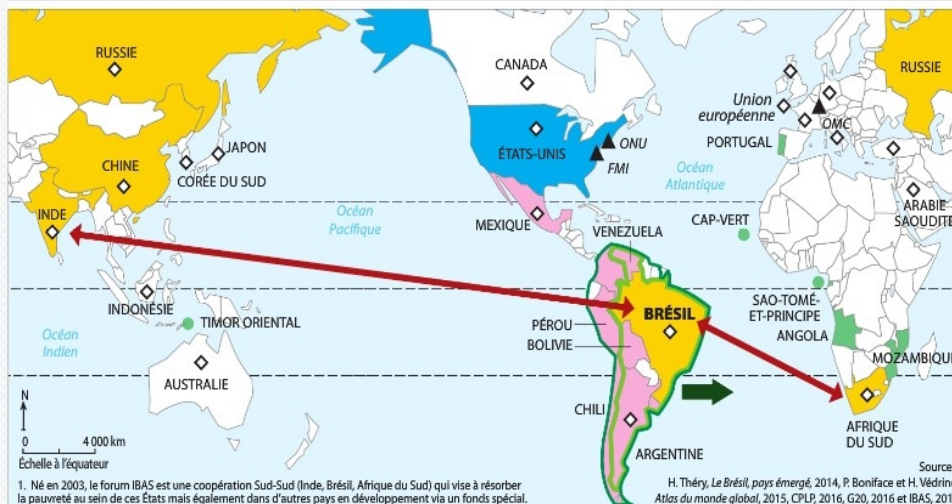 RUSSIE
CHINE
JAPON
CORÉE DU SUD
INDE
INDONÉSIE
TIMOR ORIENTAL
Océan
Indien
AUSTRALIE
Océan
Pacifique
CANADA
ÉTATS-UNIS
ONU
FMI
MEXIQUE
VENEZUELA
Océan
Atlantique
BRÉSIL
PÉROU
BOLIVIE
CHILI
ARGENTINE
Union
européenne
OMC
PORTUGAL
RUSSIE
CAP-VERT
ARABIE
SAOUDITE
SAO-TOMÉ-
ET-PRINCIPE
ANGOLA
MOZAMBIQUE
AFRIQUE
DU SUD
N
0 4 000 km
Échelle à l'équateur
1. Né en 2003, le forum IBAS est une coopération Sud-Sud (Inde, Brésil, Afrique du Sud) qui vise à résorber
la pauvreté au sein de ces États mais également dans d'autres pays en développement via un fonds spécial.
Source
H. Théry, Le Brésil, pays émergé, 2014, P. Boniface et H. Védrin
Atlas du monde global, 2015, CPLP, 2016, G20, 2016 et IBAS, 20